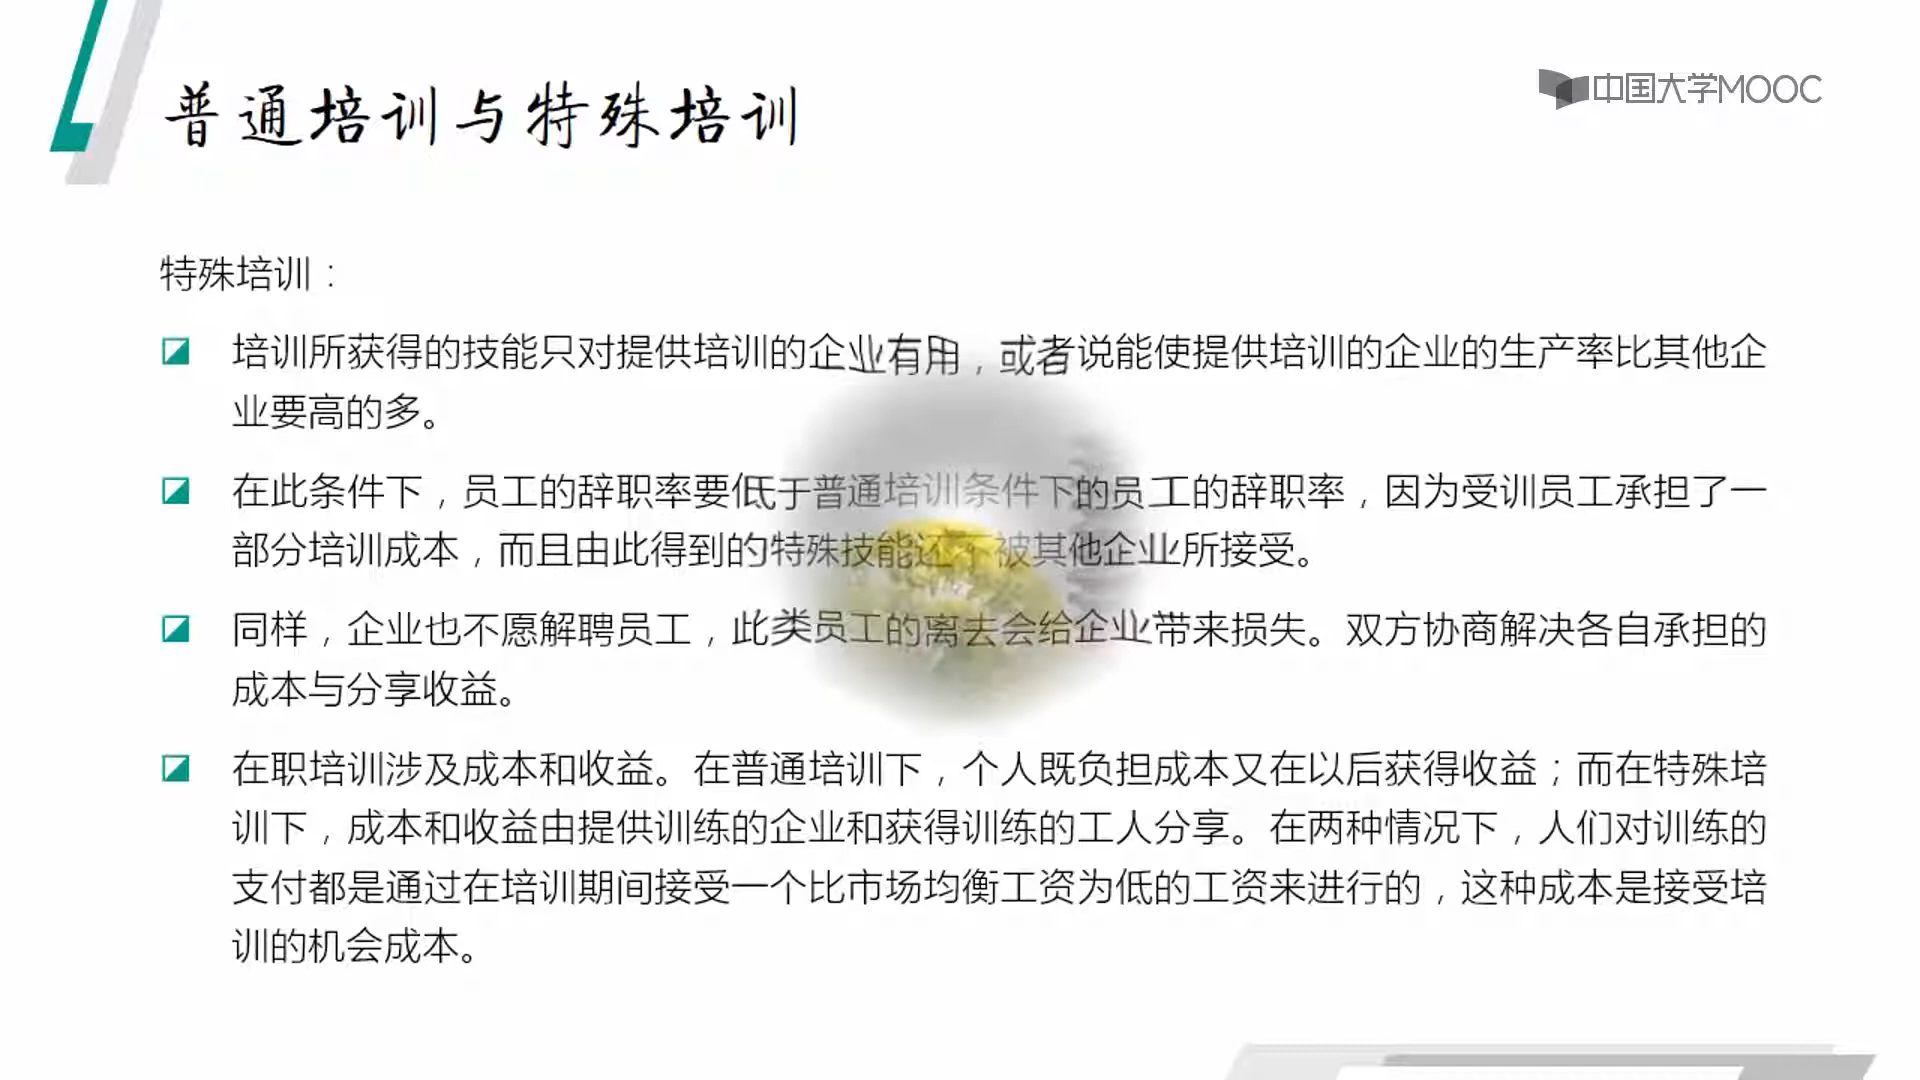 普通培训与特殊培训
中国大学MOOC
特殊培训：
培训所获得的技能只对提供培训的企业有用，或者说能使提供培训的企业的生产率比其他企
业要高的多。
在此条件下，员工的辞职率要低于普通培训条件下的员工的辞职率，因为受训员工承担了一
部分培训成本，而且由此得到的特殊技能还不被其他企业所接受。
同样，企业也不愿解聘员工，此类员工的离去会给企业带来损失。双方协商解决各自承担的
成本与分享收益。
在职培训涉及成本和收益。在普通培训下，个人既负担成本又在以后获得收益；而在特殊培
训下，成本和收益由提供训练的企业和获得训练的工人分享。在两种情况下，人们对训练的
支付都是通过在培训期间接受一个比市场均衡工资为低的工资来进行的，这种成本是接受培
训的机会成本。